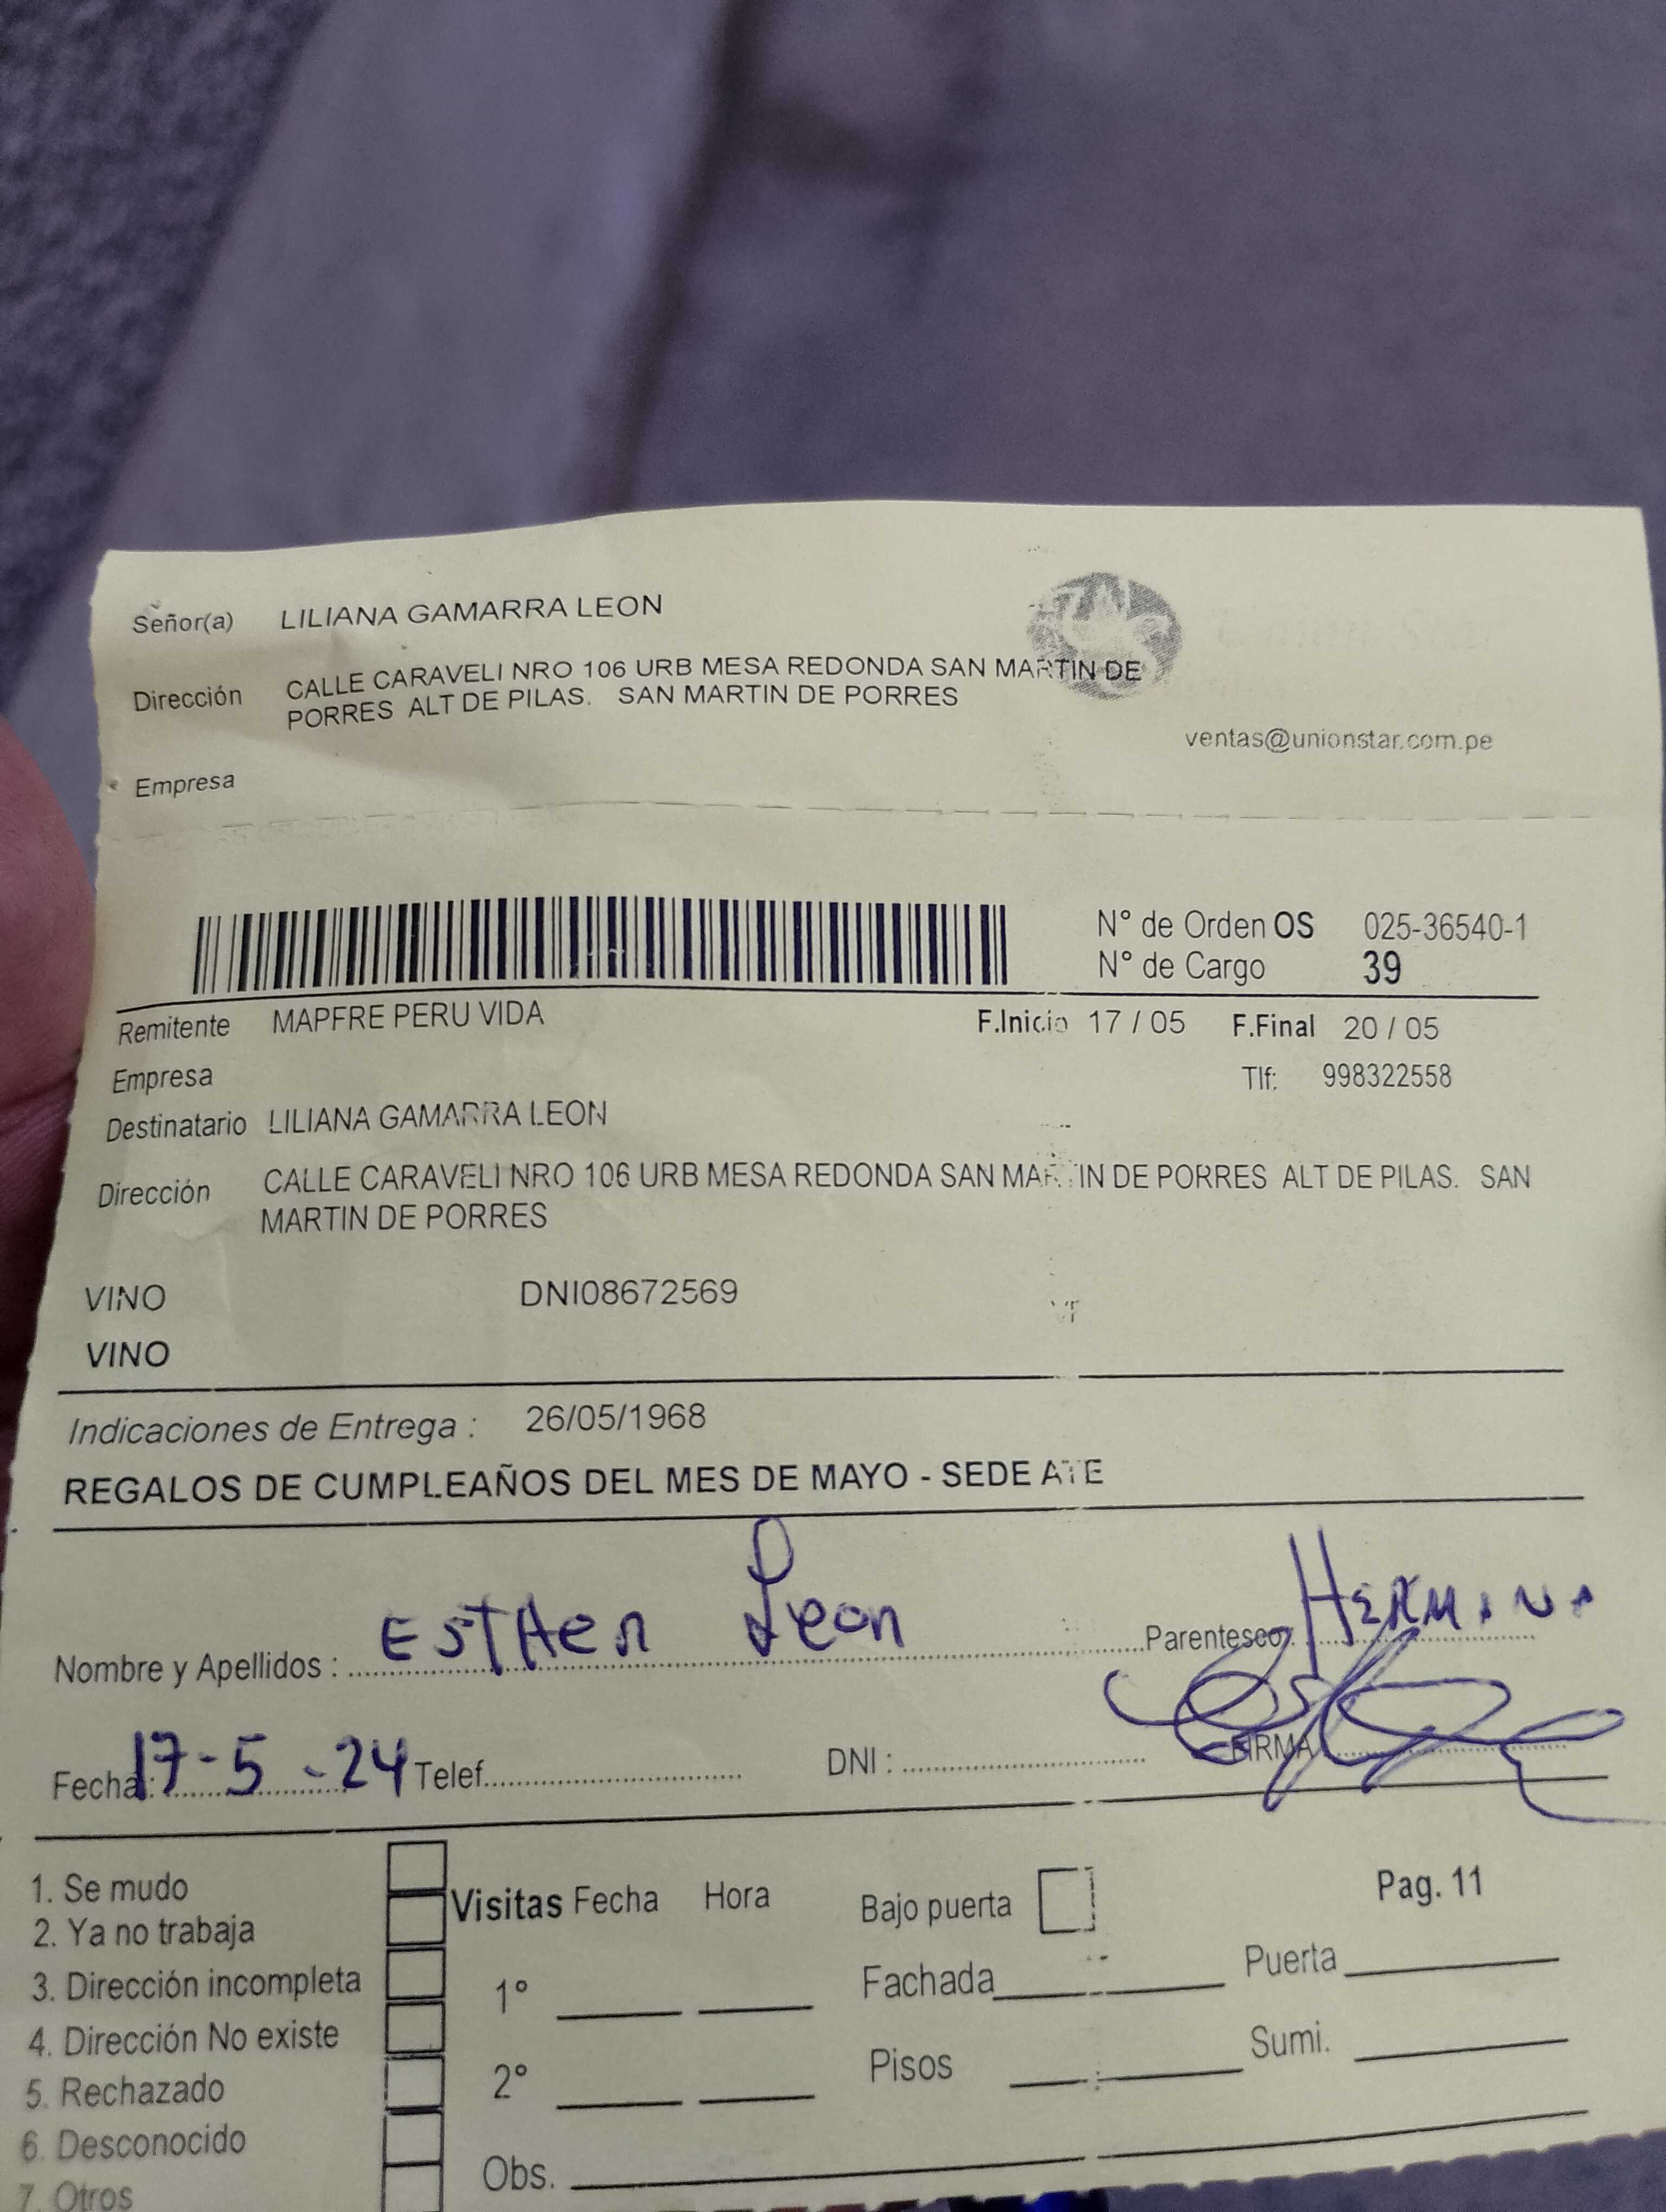 Señor(a) LILIANA GAMARRA LEON
Dirección CALLE CARAVELI NRO 106 URB MESA REDONDA SAN MARTIN DE
PORRES ALT DE PILAS. SAN MARTIN DE PORRES
ventas@unionstar.com.pe
Empresa
N° de Orden OS 025-36540-1
N° de Cargo 39
Remitente MAPFRE PERU VIDA F.Inicio 17 / 05 F.Final 20 / 05
Empresa Tlf: 998322558
Destinatario LILIANA GAMARRA LEON
Dirección CALLE CARAVELI NRO 106 URB MESA REDONDA SAN MARTIN DE PORRES ALT DE PILAS. SAN
MARTIN DE PORRES
VINO DNI08672569
VINO
Indicaciones de Entrega : 26/05/1968
REGALOS DE CUMPLEAÑOS DEL MES DE MAYO - SEDE ATE
Nombre y Apellidos : EstHer Leon Parentesco: HERMANA
Fecha: 17-5-24 Telef. DNI : FIRMA
1. Se mudo
2. Ya no trabaja
3. Dirección incompleta
4. Dirección No existe
5. Rechazado
6. Desconocido
7. Otros
Visitas Fecha Hora
1°
2°
Obs.
Bajo puerta Pag. 11
Fachada Puerta
Pisos Sumi.